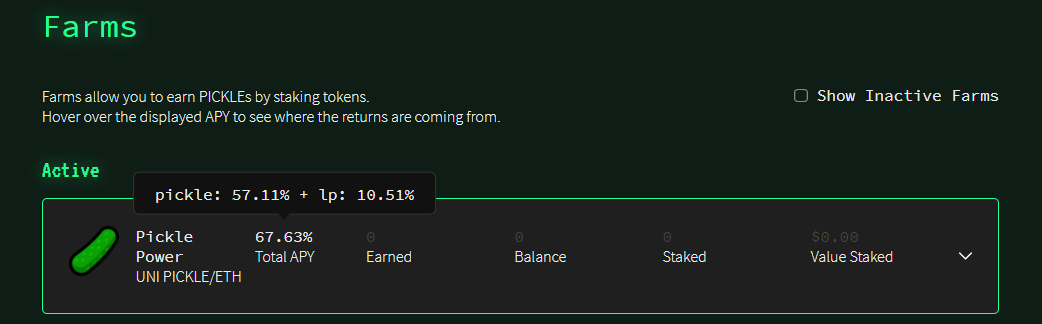 Farms
Farms allow you to earn PICKLEs by staking tokens.
Hover over the displayed APY to see where the returns are coming from.
Show Inactive Farms
Active
pickle: 57.11% + lp: 10.51%
Pickle
Power
UNI PICKLE/ETH
67.63%
Total APY
0
Earned
0
Balance
0
Staked
$0.00
Value Staked